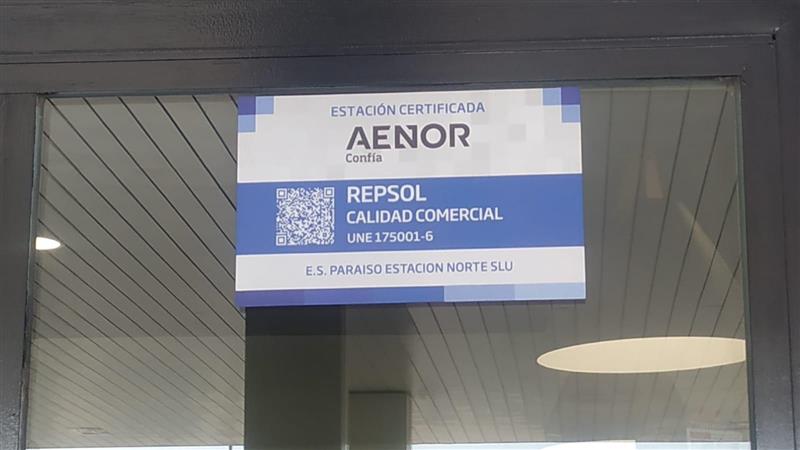 ESTACIÓN CERTIFICADA
AENOR
Confía
REPSOL
CALIDAD COMERCIAL
UNE 175001-6
E.S. PARAISO ESTACION NORTE SLU